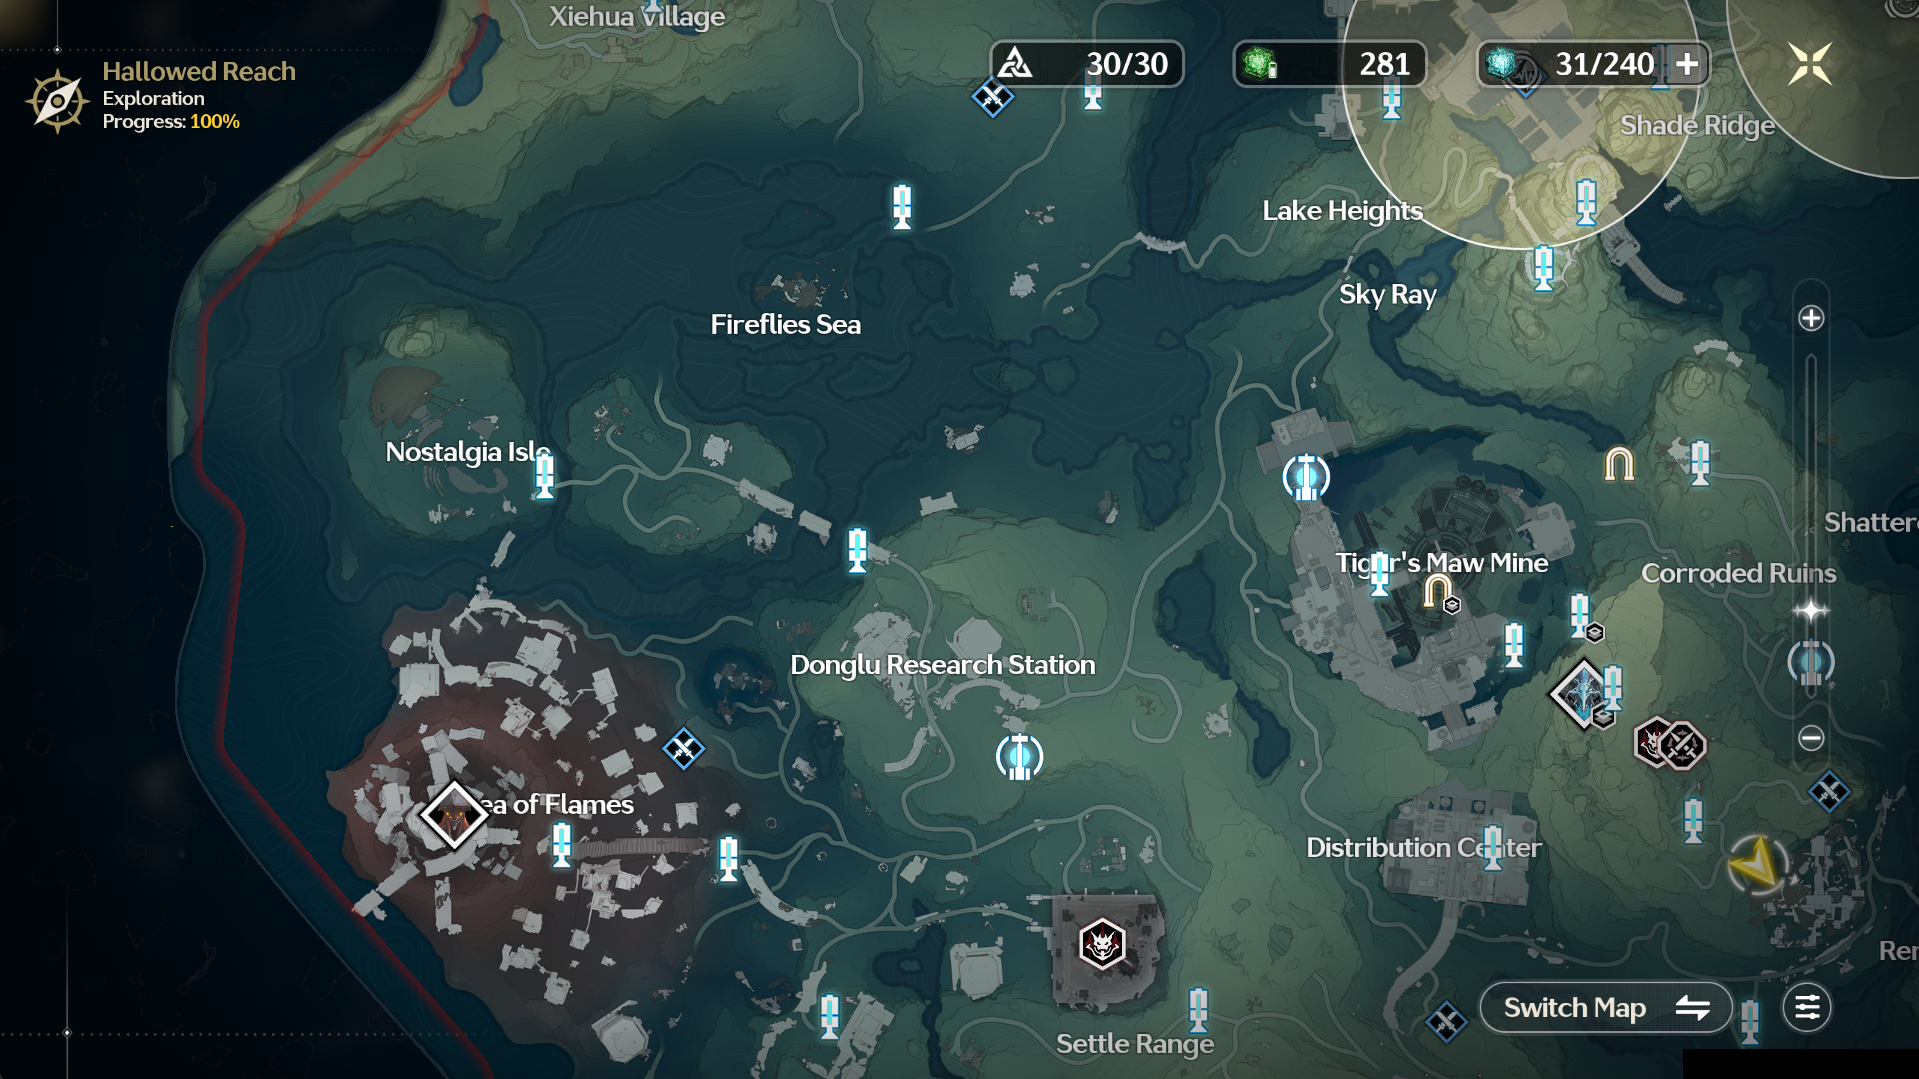 Xiehua Village
30/30
281
31/240
Hallowed Reach
Exploration
Progress: 100%
Shade Ridge
Lake Heights
Sky Ray
Fireflies Sea
Nostalgia Isle
Shattere
Tiger's Maw Mine
Corroded Ruins
Donglu Research Station
ea of Flames
Distribution Center
Ren
Switch Map
Settle Range